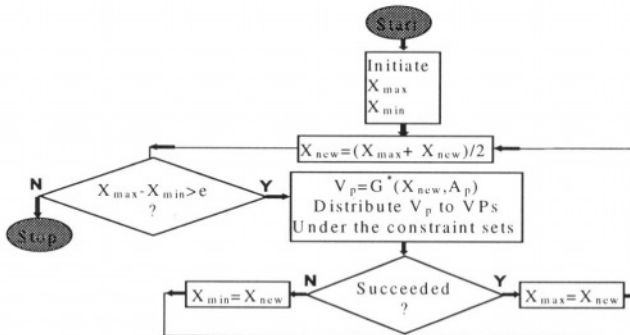 Start
Initiate
X max
X min
X new=(X max+ X new)/2
N
X max-X min>e
?
Y
Stop
V p=G*(X new,A p)
Distribute V p to VPs
Under the constraint sets
N
Succeeded
?
Y
X min=X new
X max=X new